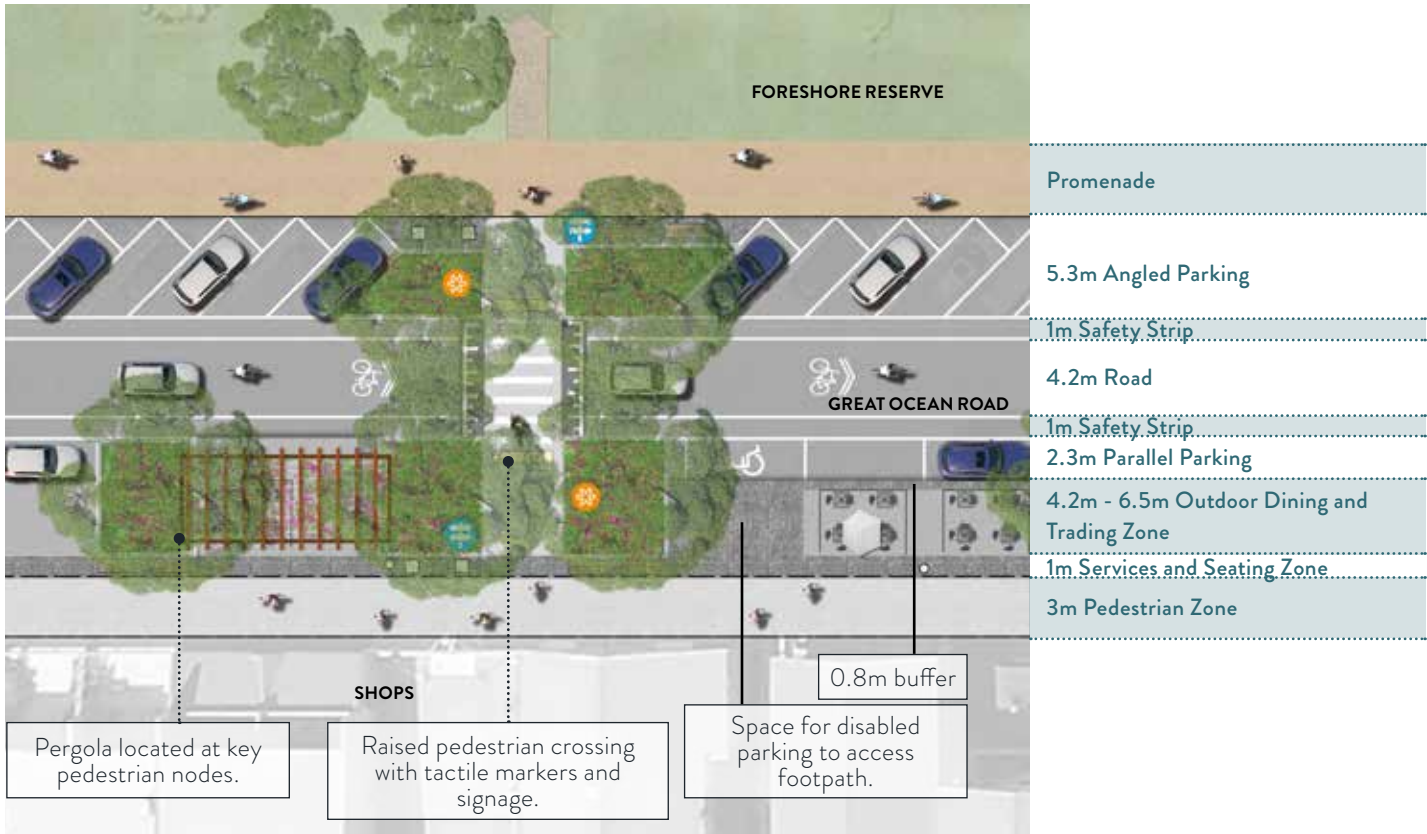 FORESHORE RESERVE
Promenade
5.3m Angled Parking
1m Safety Strip
4.2m Road
GREAT OCEAN ROAD
1m Safety Strip
2.3m Parallel Parking
4.2m - 6.5m Outdoor Dining and
Trading Zone
1m Services and Seating Zone
3m Pedestrian Zone
SHOPS
0.8m buffer
Pergola located at key
pedestrian nodes.
Raised pedestrian crossing
with tactile markers and
signage.
Space for disabled
parking to access
footpath.